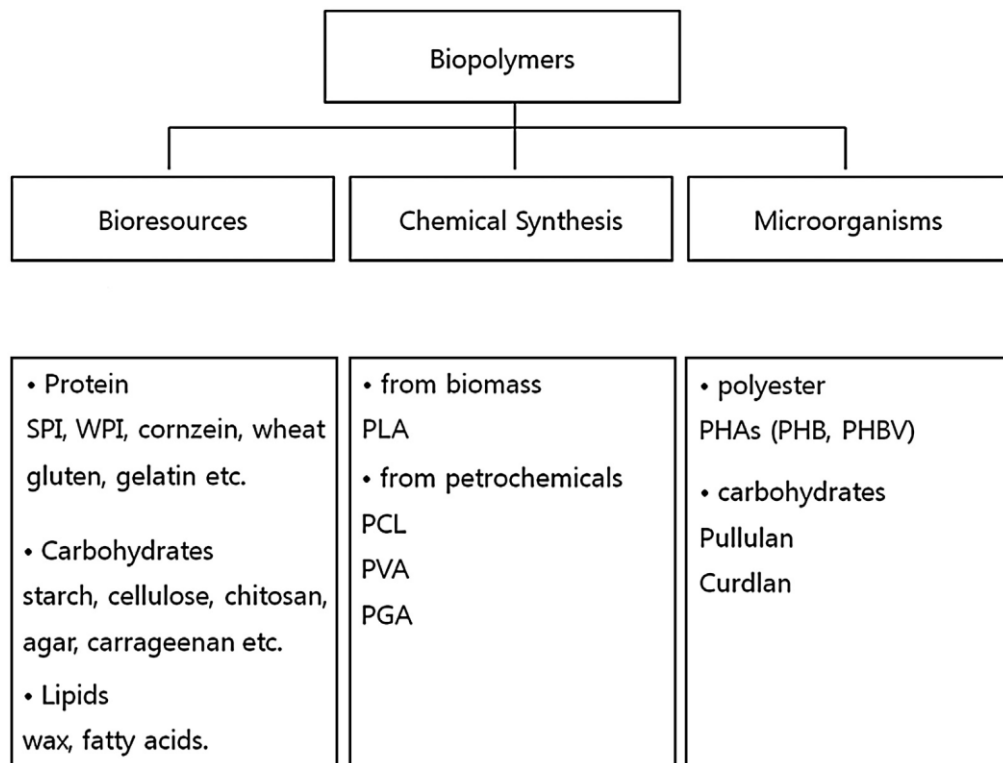 Biopolymers
Bioresources
Chemical Synthesis
Microorganisms
• Protein
SPI, WPI, cornzein, wheat
gluten, gelatin etc.
• Carbohydrates
starch, cellulose, chitosan,
agar, carrageenan etc.
• Lipids
wax, fatty acids.
• from biomass
PLA
• from petrochemicals
PCL
PVA
PGA
• polyester
PHAs (PHB, PHBV)
• carbohydrates
Pullulan
Curdlan